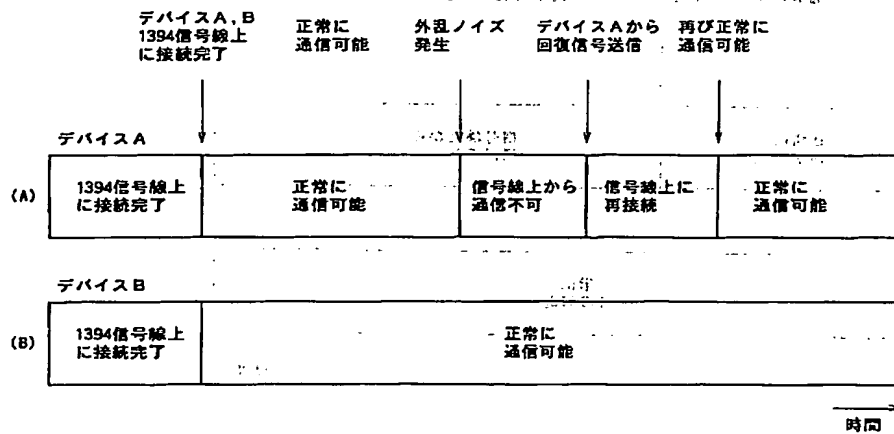 デバイスA,B
1394信号線上
に接続完了
正常に
通信可能
外乱ノイズ
発生
デバイスAから
回復信号送信
再び正常に
通信可能
デバイスA
(A)
1394信号線上
に接続完了
正常に
通信可能
信号線上から
通信不可
信号線上に
再接続
正常に
通信可能
デバイスB
(B)
1394信号線上
に接続完了
正常に
通信可能
時間